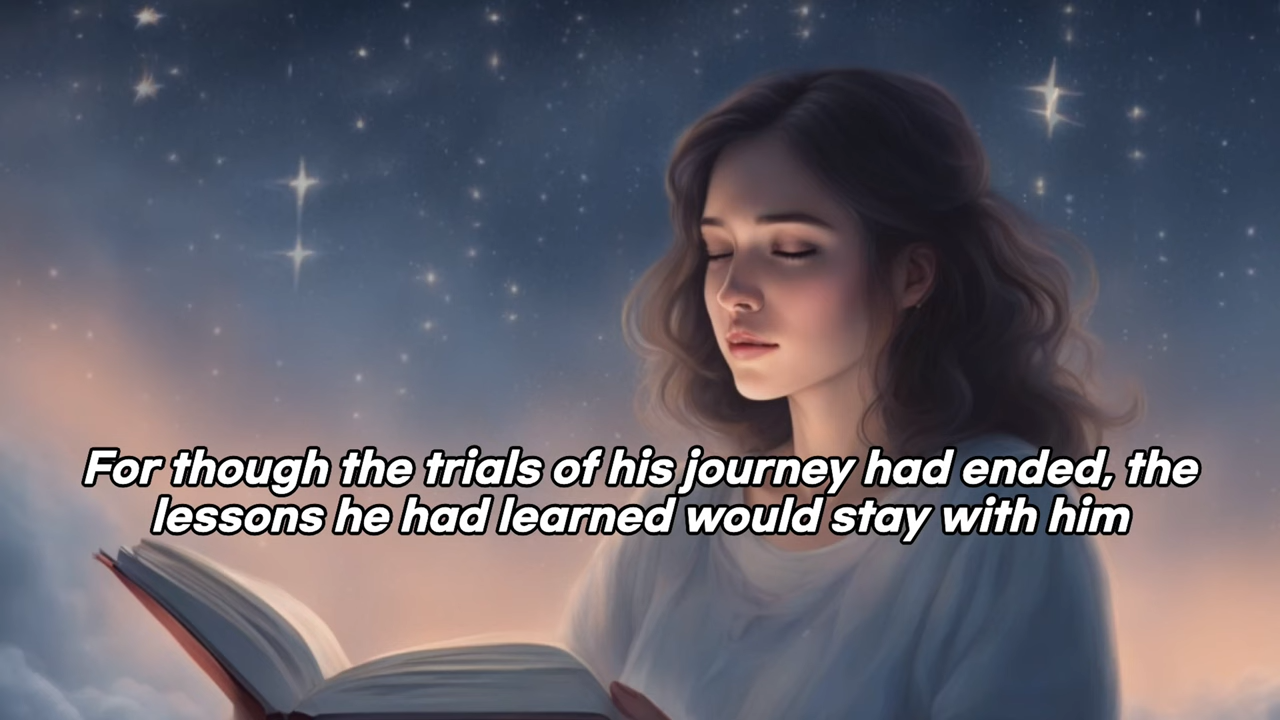 For though the trials of his journey had ended, the
lessons he had learned would stay with him